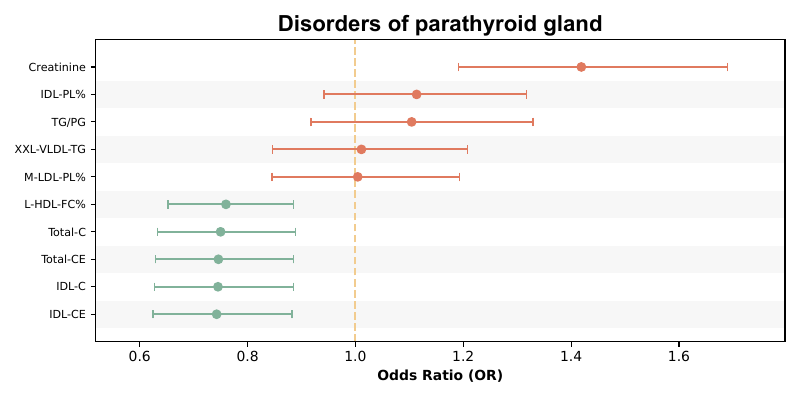 Disorders of parathyroid gland
Creatinine
IDL-PL%
TG/PG
XXL-VLDL-TG
M-LDL-PL%
L-HDL-FC%
Total-C
Total-CE
IDL-C
IDL-CE
0.6 0.8 1.0 1.2 1.4 1.6
Odds Ratio (OR)